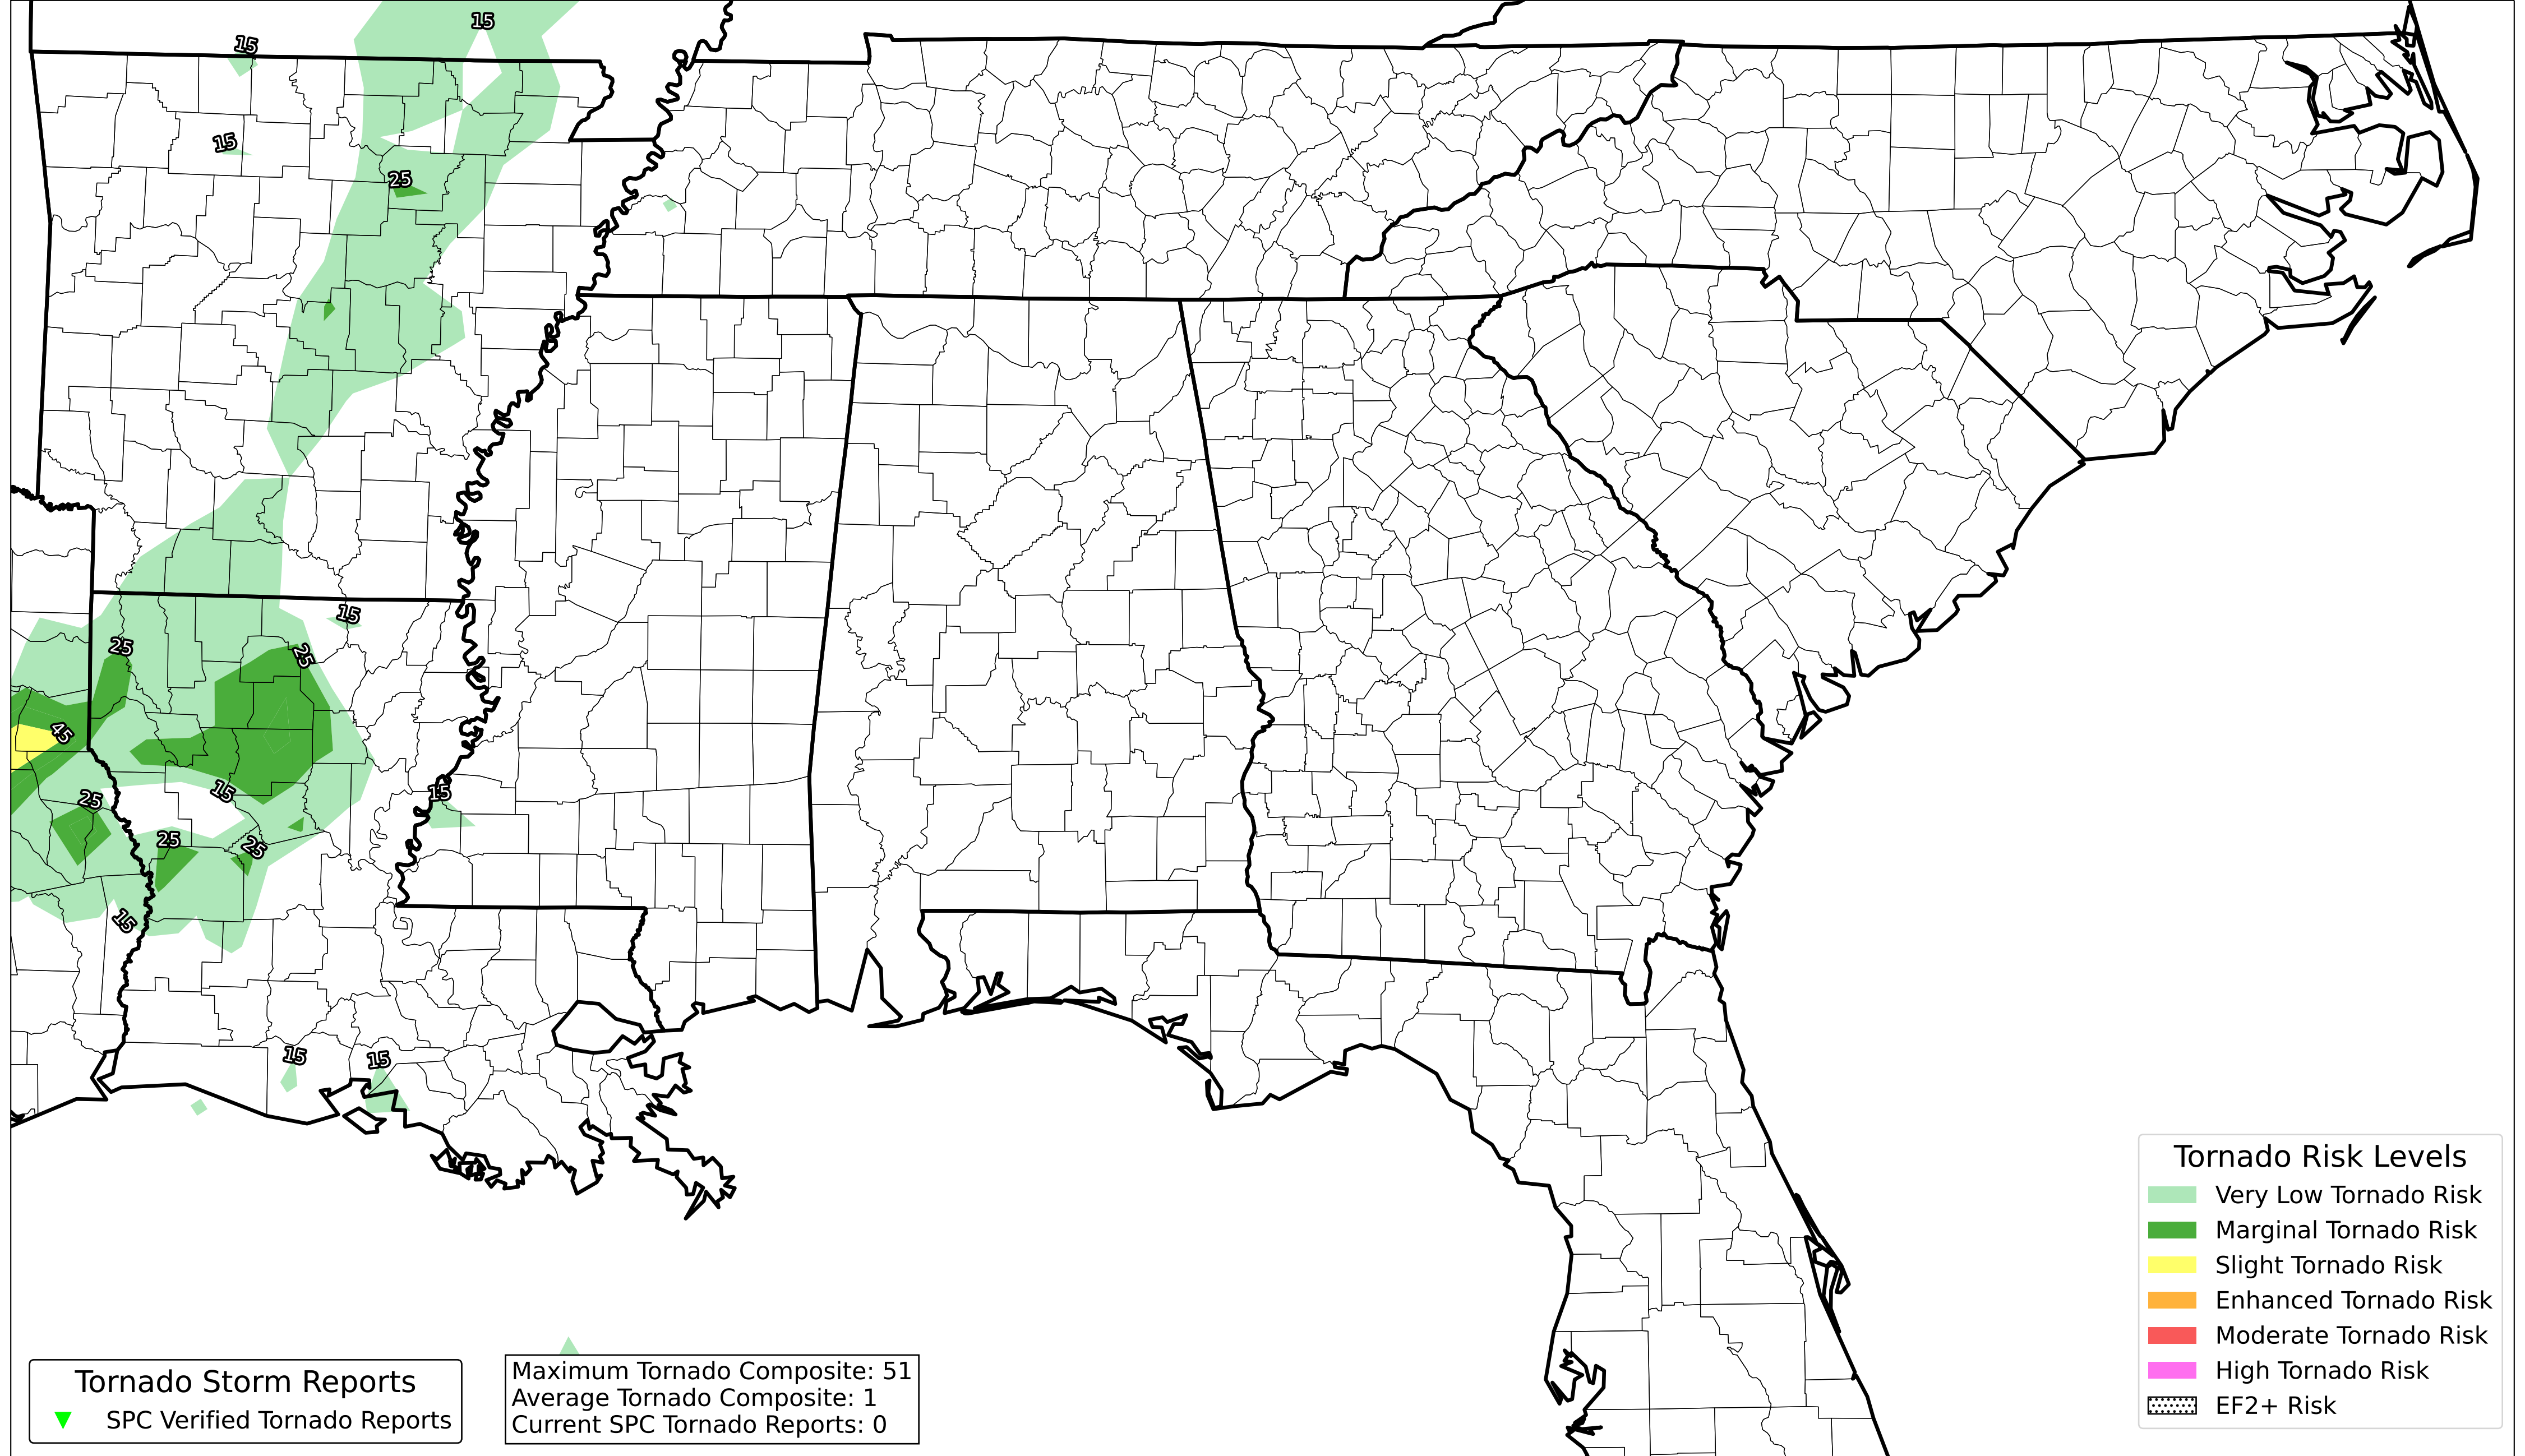 15
15
15
25
15
25
25
45
15
25
15
25
25
15
15
15
Tornado Risk Levels
Very Low Tornado Risk
Marginal Tornado Risk
Slight Tornado Risk
Enhanced Tornado Risk
Moderate Tornado Risk
High Tornado Risk
EF2+ Risk
Tornado Storm Reports
SPC Verified Tornado Reports
Maximum Tornado Composite: 51
Average Tornado Composite: 1
Current SPC Tornado Reports: 0